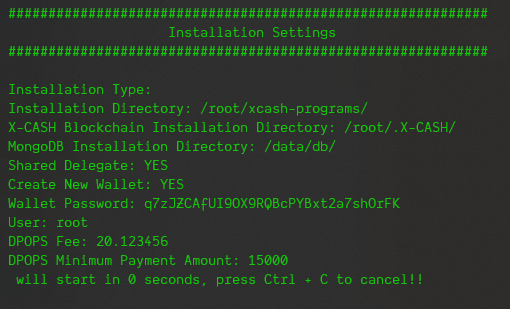 ############################################################
Installation Settings
############################################################
Installation Type:
Installation Directory: /root/xcash-programs/
X-CASH Blockchain Installation Directory: /root/.X-CASH/
MongoDB Installation Directory: /data/db/
Shared Delegate: YES
Create New Wallet: YES
Wallet Password: q7zJZCAfUI9OX9RQBcPYBxt2a7shOrFK
User: root
DPOPS Fee: 20.123456
DPOPS Minimum Payment Amount: 15000
will start in 0 seconds, press Ctrl + C to cancel!!